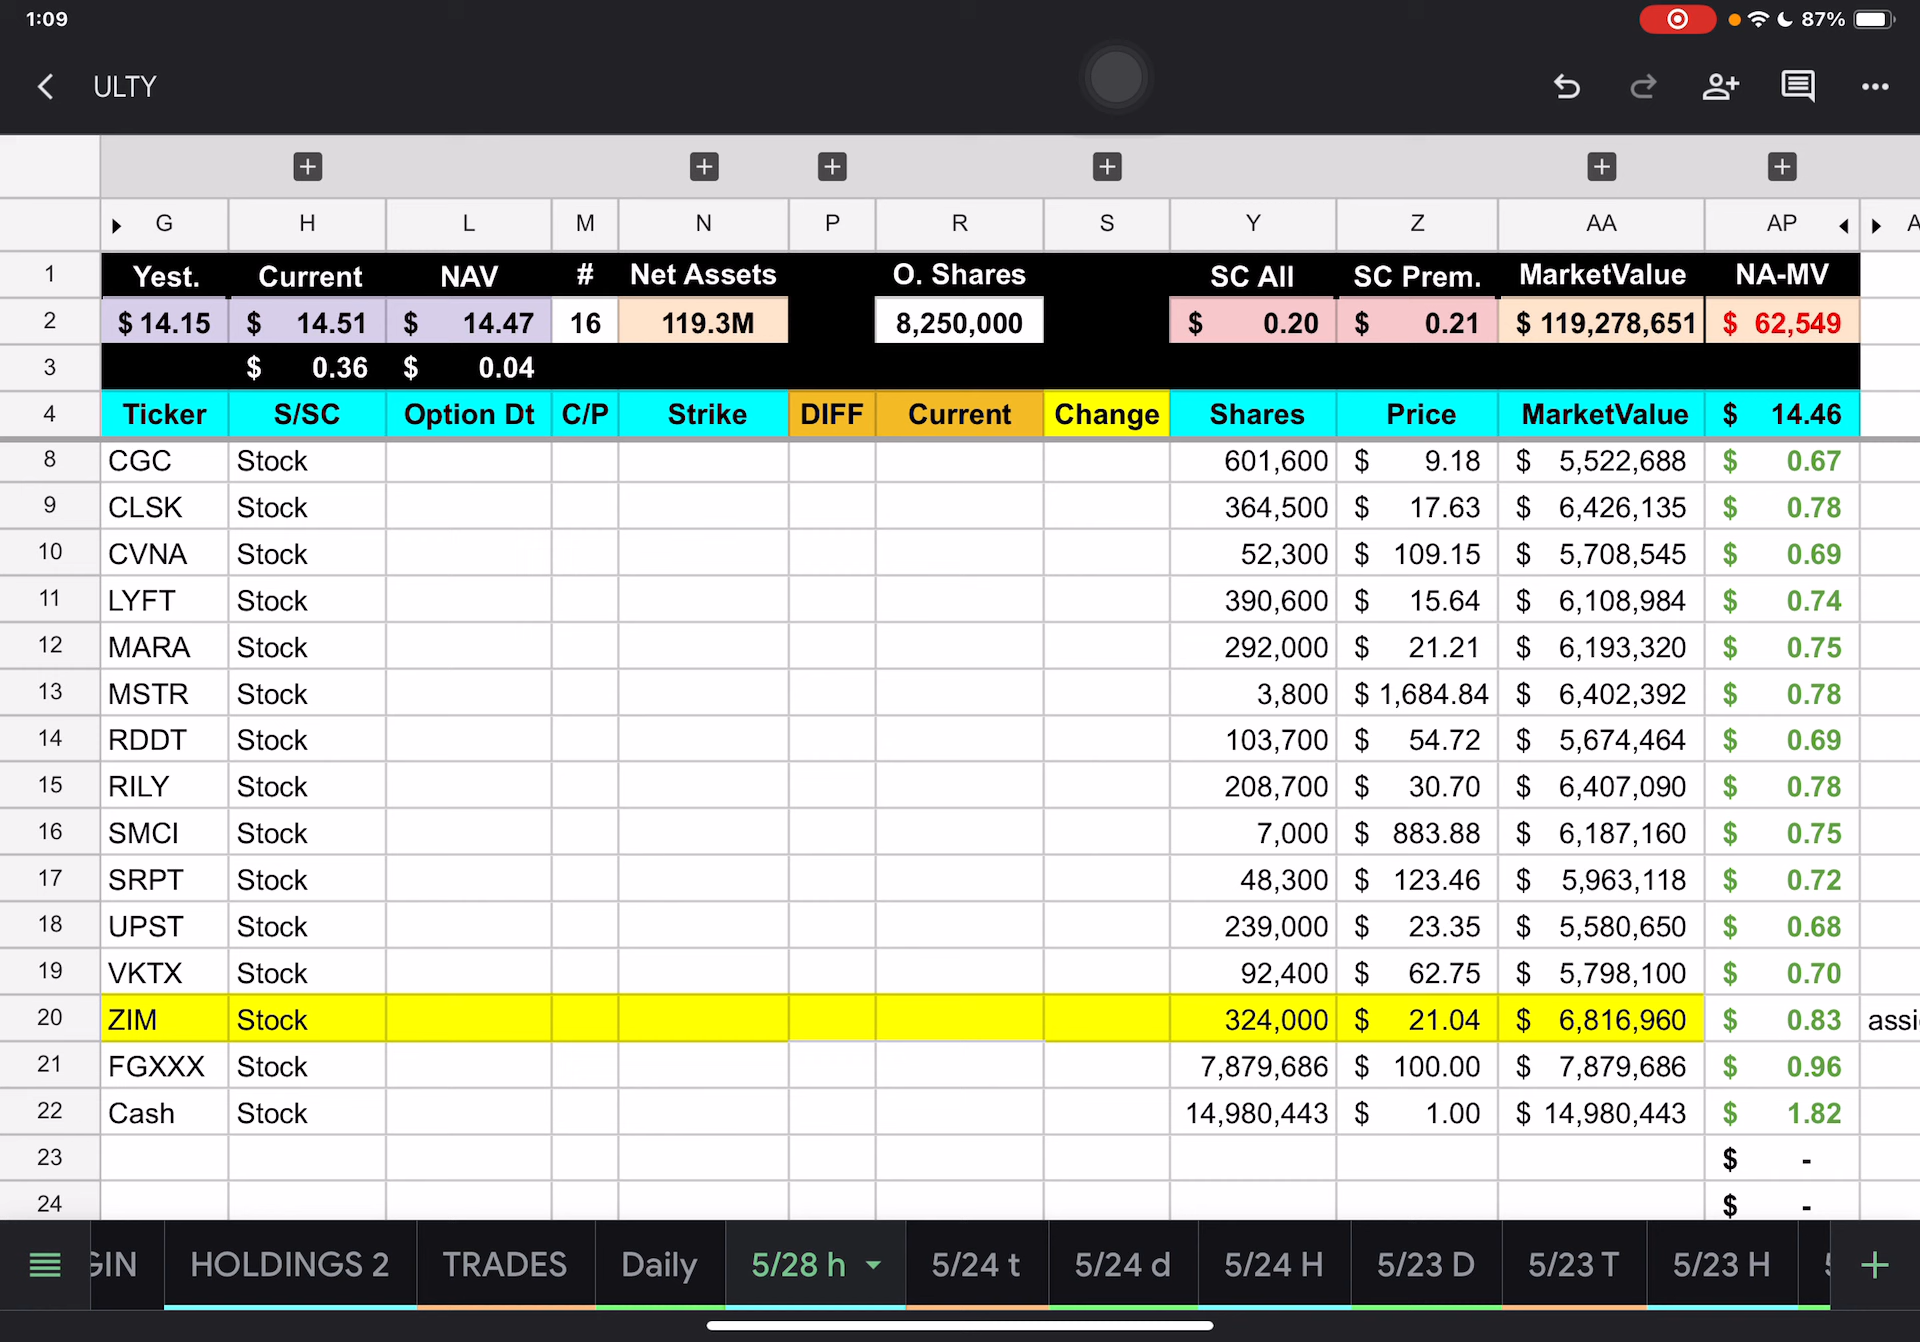 1:09
87%
ULTY
G H L M N P R S Y Z AA AP
1 Yest. Current NAV # Net Assets O. Shares SC All SC Prem. MarketValue NA-MV
2 $ 14.15 $ 14.51 $ 14.47 16 119.3M 8,250,000 $ 0.20 $ 0.21 $ 119,278,651 $ 62,549
3 $ 0.36 $ 0.04
4 Ticker S/SC Option Dt C/P Strike DIFF Current Change Shares Price MarketValue $ 14.46
8 CGC Stock 601,600 $ 9.18 $ 5,522,688 $ 0.67
9 CLSK Stock 364,500 $ 17.63 $ 6,426,135 $ 0.78
10 CVNA Stock 52,300 $ 109.15 $ 5,708,545 $ 0.69
11 LYFT Stock 390,600 $ 15.64 $ 6,108,984 $ 0.74
12 MARA Stock 292,000 $ 21.21 $ 6,193,320 $ 0.75
13 MSTR Stock 3,800 $ 1,684.84 $ 6,402,392 $ 0.78
14 RDDT Stock 103,700 $ 54.72 $ 5,674,464 $ 0.69
15 RILY Stock 208,700 $ 30.70 $ 6,407,090 $ 0.78
16 SMCI Stock 7,000 $ 883.88 $ 6,187,160 $ 0.75
17 SRPT Stock 48,300 $ 123.46 $ 5,963,118 $ 0.72
18 UPST Stock 239,000 $ 23.35 $ 5,580,650 $ 0.68
19 VKTX Stock 92,400 $ 62.75 $ 5,798,100 $ 0.70
20 ZIM Stock 324,000 $ 21.04 $ 6,816,960 $ 0.83 assi
21 FGXXX Stock 7,879,686 $ 100.00 $ 7,879,686 $ 0.96
22 Cash Stock 14,980,443 $ 1.00 $ 14,980,443 $ 1.82
23 $ -
24 $ -
GIN HOLDINGS 2 TRADES Daily 5/28 h 5/24 t 5/24 d 5/24 H 5/23 D 5/23 T 5/23 H